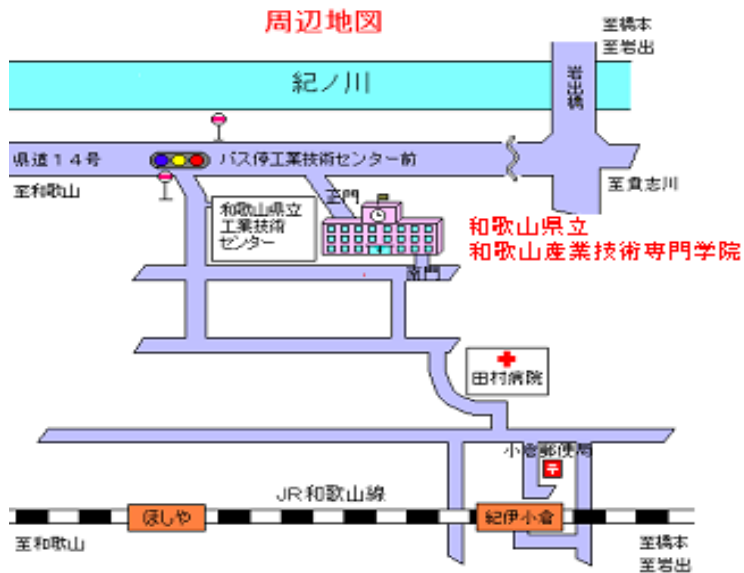 周辺地図
至橋本
至岩出
紀ノ川
岩出橋
県道１４号
バス停工業技術センター前
至和歌山
至貴志川
正門
和歌山県立
工業技術
センター
和歌山県立
和歌山産業技術専門学院
南門
田村病院
小倉郵便局
〒
JR和歌山線
ほしや
紀伊小倉
至和歌山
至橋本
至岩出